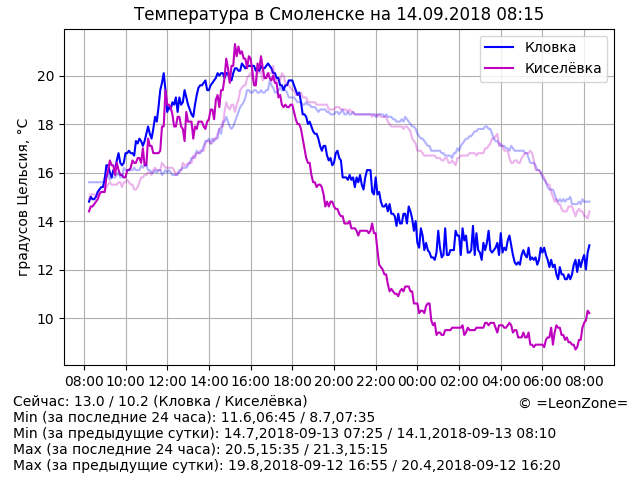 Температура в Смоленске на 14.09.2018 08:15
Кловка
Киселёвка
градусов Цельсия, °C
20
18
16
14
12
10
08:00 10:00 12:00 14:00 16:00 18:00 20:00 22:00 00:00 02:00 04:00 06:00 08:00
Сейчас: 13.0 / 10.2 (Кловка / Киселёвка)
© =LeonZone=
Min (за последние 24 часа): 11.6,06:45 / 8.7,07:35
Min (за предыдущие сутки): 14.7,2018-09-13 07:25 / 14.1,2018-09-13 08:10
Max (за последние 24 часа): 20.5,15:35 / 21.3,15:15
Max (за предыдущие сутки): 19.8,2018-09-12 16:55 / 20.4,2018-09-12 16:20